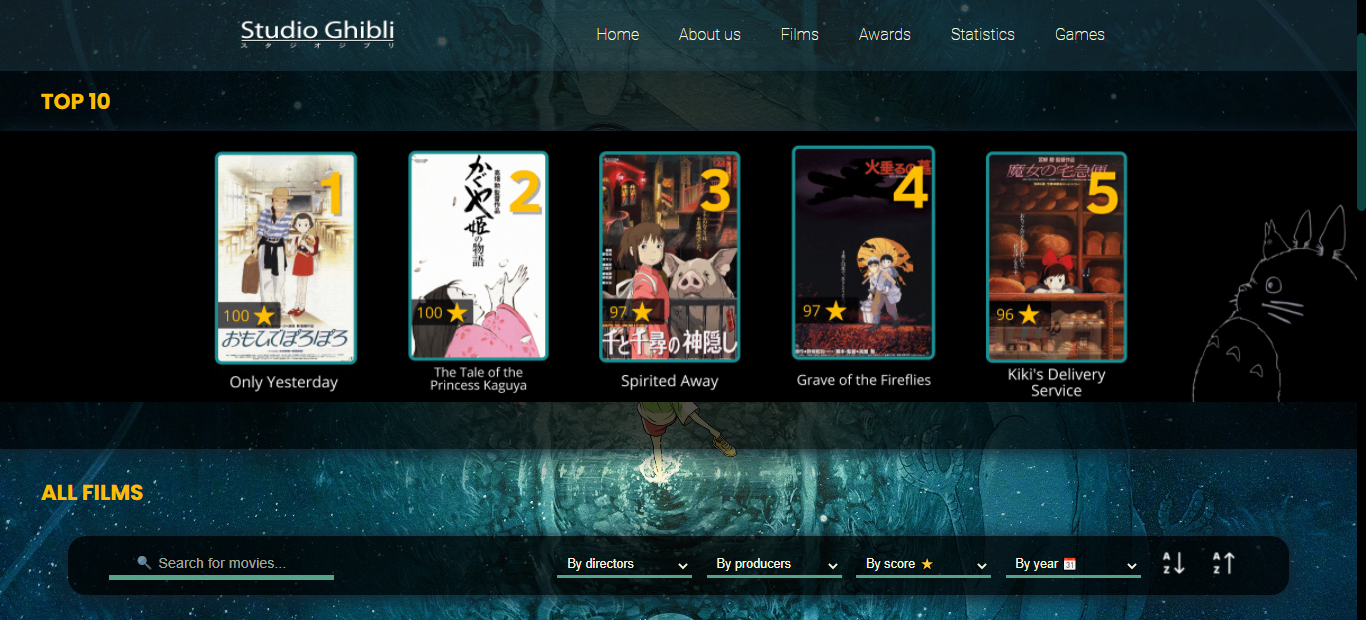 Studio Ghibli
スタジオジブリ
Home
About us
Films
Awards
Statistics
Games
TOP 10
1
100
おもひでぽろぽろ
Only Yesterday
2
かぐや姫の物語
100
The Tale of the
Princess Kaguya
3
97
千と千尋の神隠し
Spirited Away
4
火垂るの墓
97
Grave of the Fireflies
5
魔女の宅急便
96
Kiki's Delivery
Service
ALL FILMS
Search for movies...
By directors
By producers
By score
By year
A
Z
A
Z